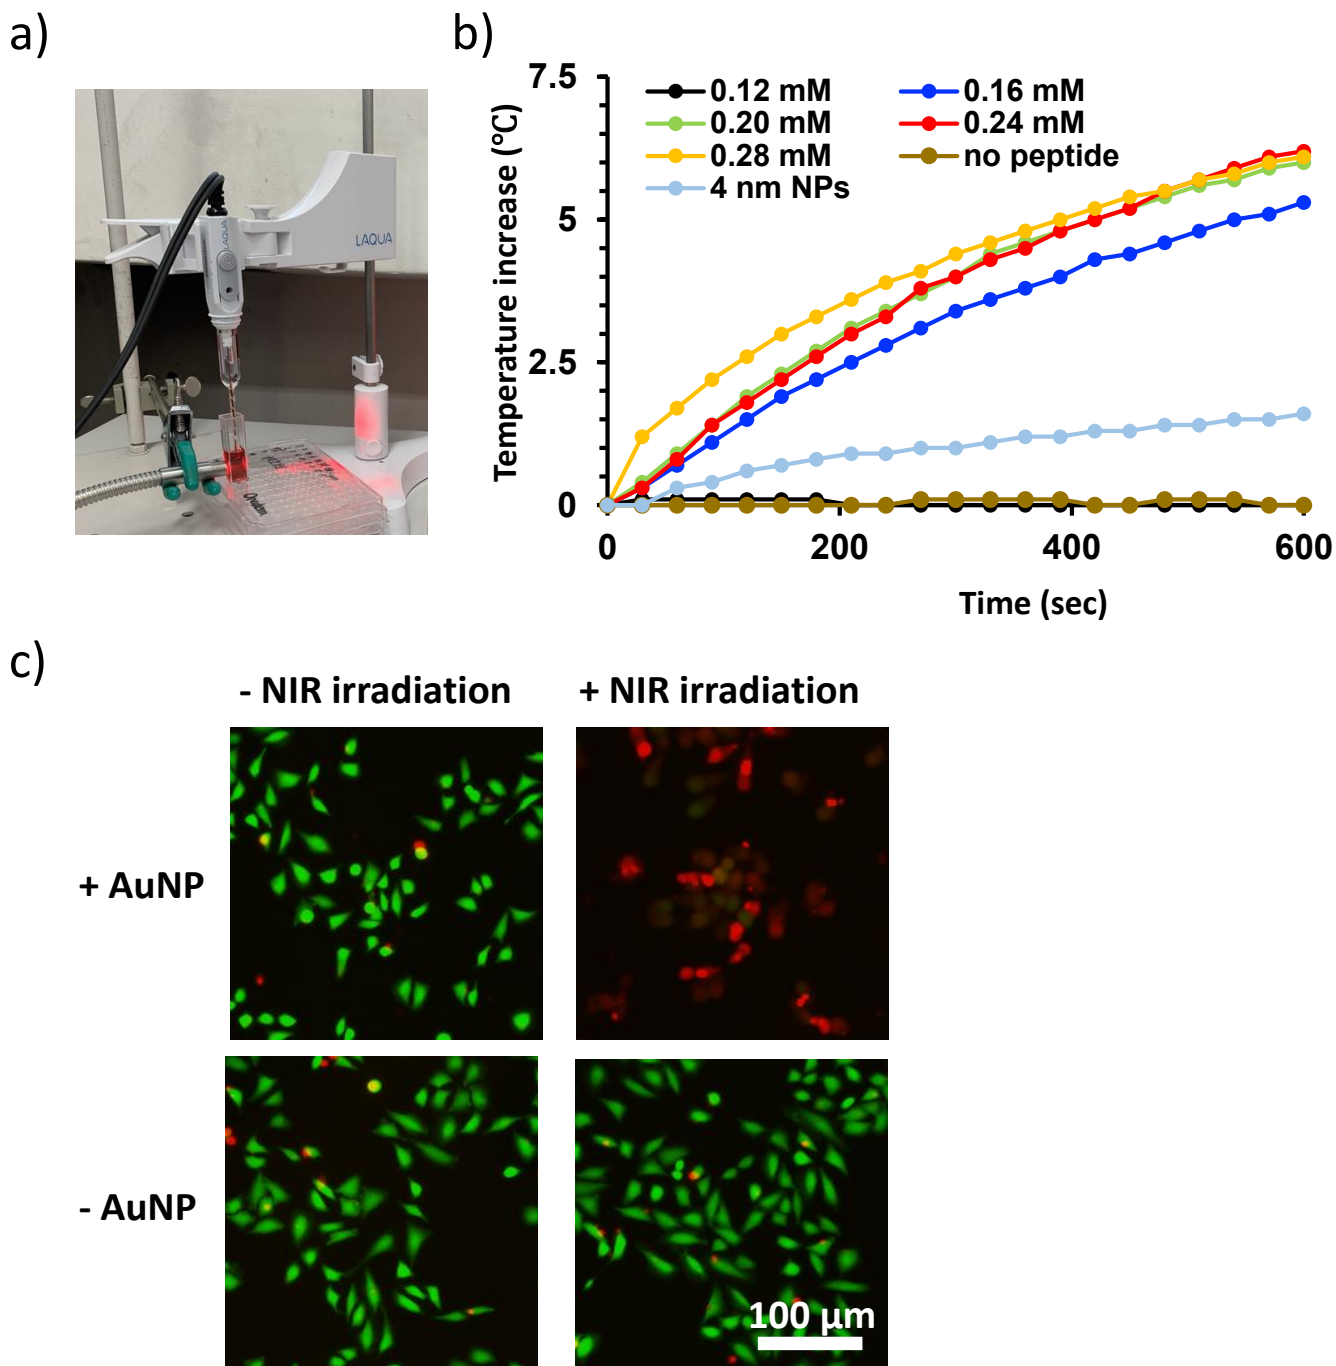 a)
LAQUA
LAQUA
b)
Temperature increase (°C)
7.5
5
2.5
0
0.12 mM
0.16 mM
0.20 mM
0.24 mM
0.28 mM
no peptide
4 nm NPs
0 200 400 600
Time (sec)
c)
- NIR irradiation
+ NIR irradiation
+ AuNP
- AuNP
100 μm